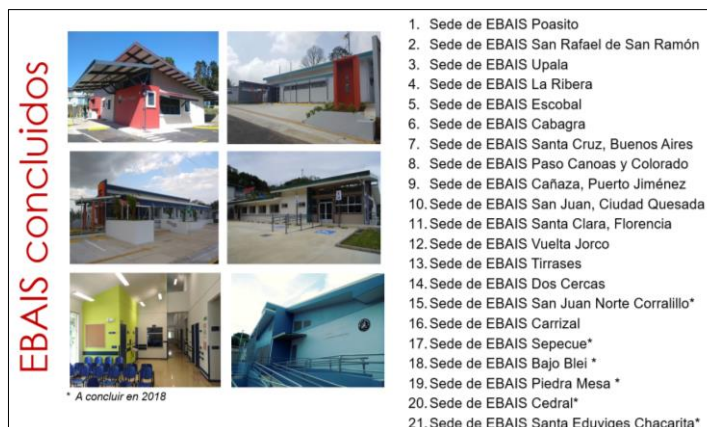 EBAIS concluidos
* A concluir en 2018
1. Sede de EBAIS Poasito
2. Sede de EBAIS San Rafael de San Ramón
3. Sede de EBAIS Upala
4. Sede de EBAIS La Ribera
5. Sede de EBAIS Escobal
6. Sede de EBAIS Cabagra
7. Sede de EBAIS Santa Cruz, Buenos Aires
8. Sede de EBAIS Paso Canoas y Colorado
9. Sede de EBAIS Cañaza, Puerto Jiménez
10. Sede de EBAIS San Juan, Ciudad Quesada
11. Sede de EBAIS Santa Clara, Florencia
12. Sede de EBAIS Vuelta Jorco
13. Sede de EBAIS Tirrases
14. Sede de EBAIS Dos Cercas
15. Sede de EBAIS San Juan Norte Corralillo*
16. Sede de EBAIS Carrizal
17. Sede de EBAIS Sepecue*
18. Sede de EBAIS Bajo Blei *
19. Sede de EBAIS Piedra Mesa *
20. Sede de EBAIS Cedral*
21. Sede de EBAIS Santa Eduviges Chacarita*